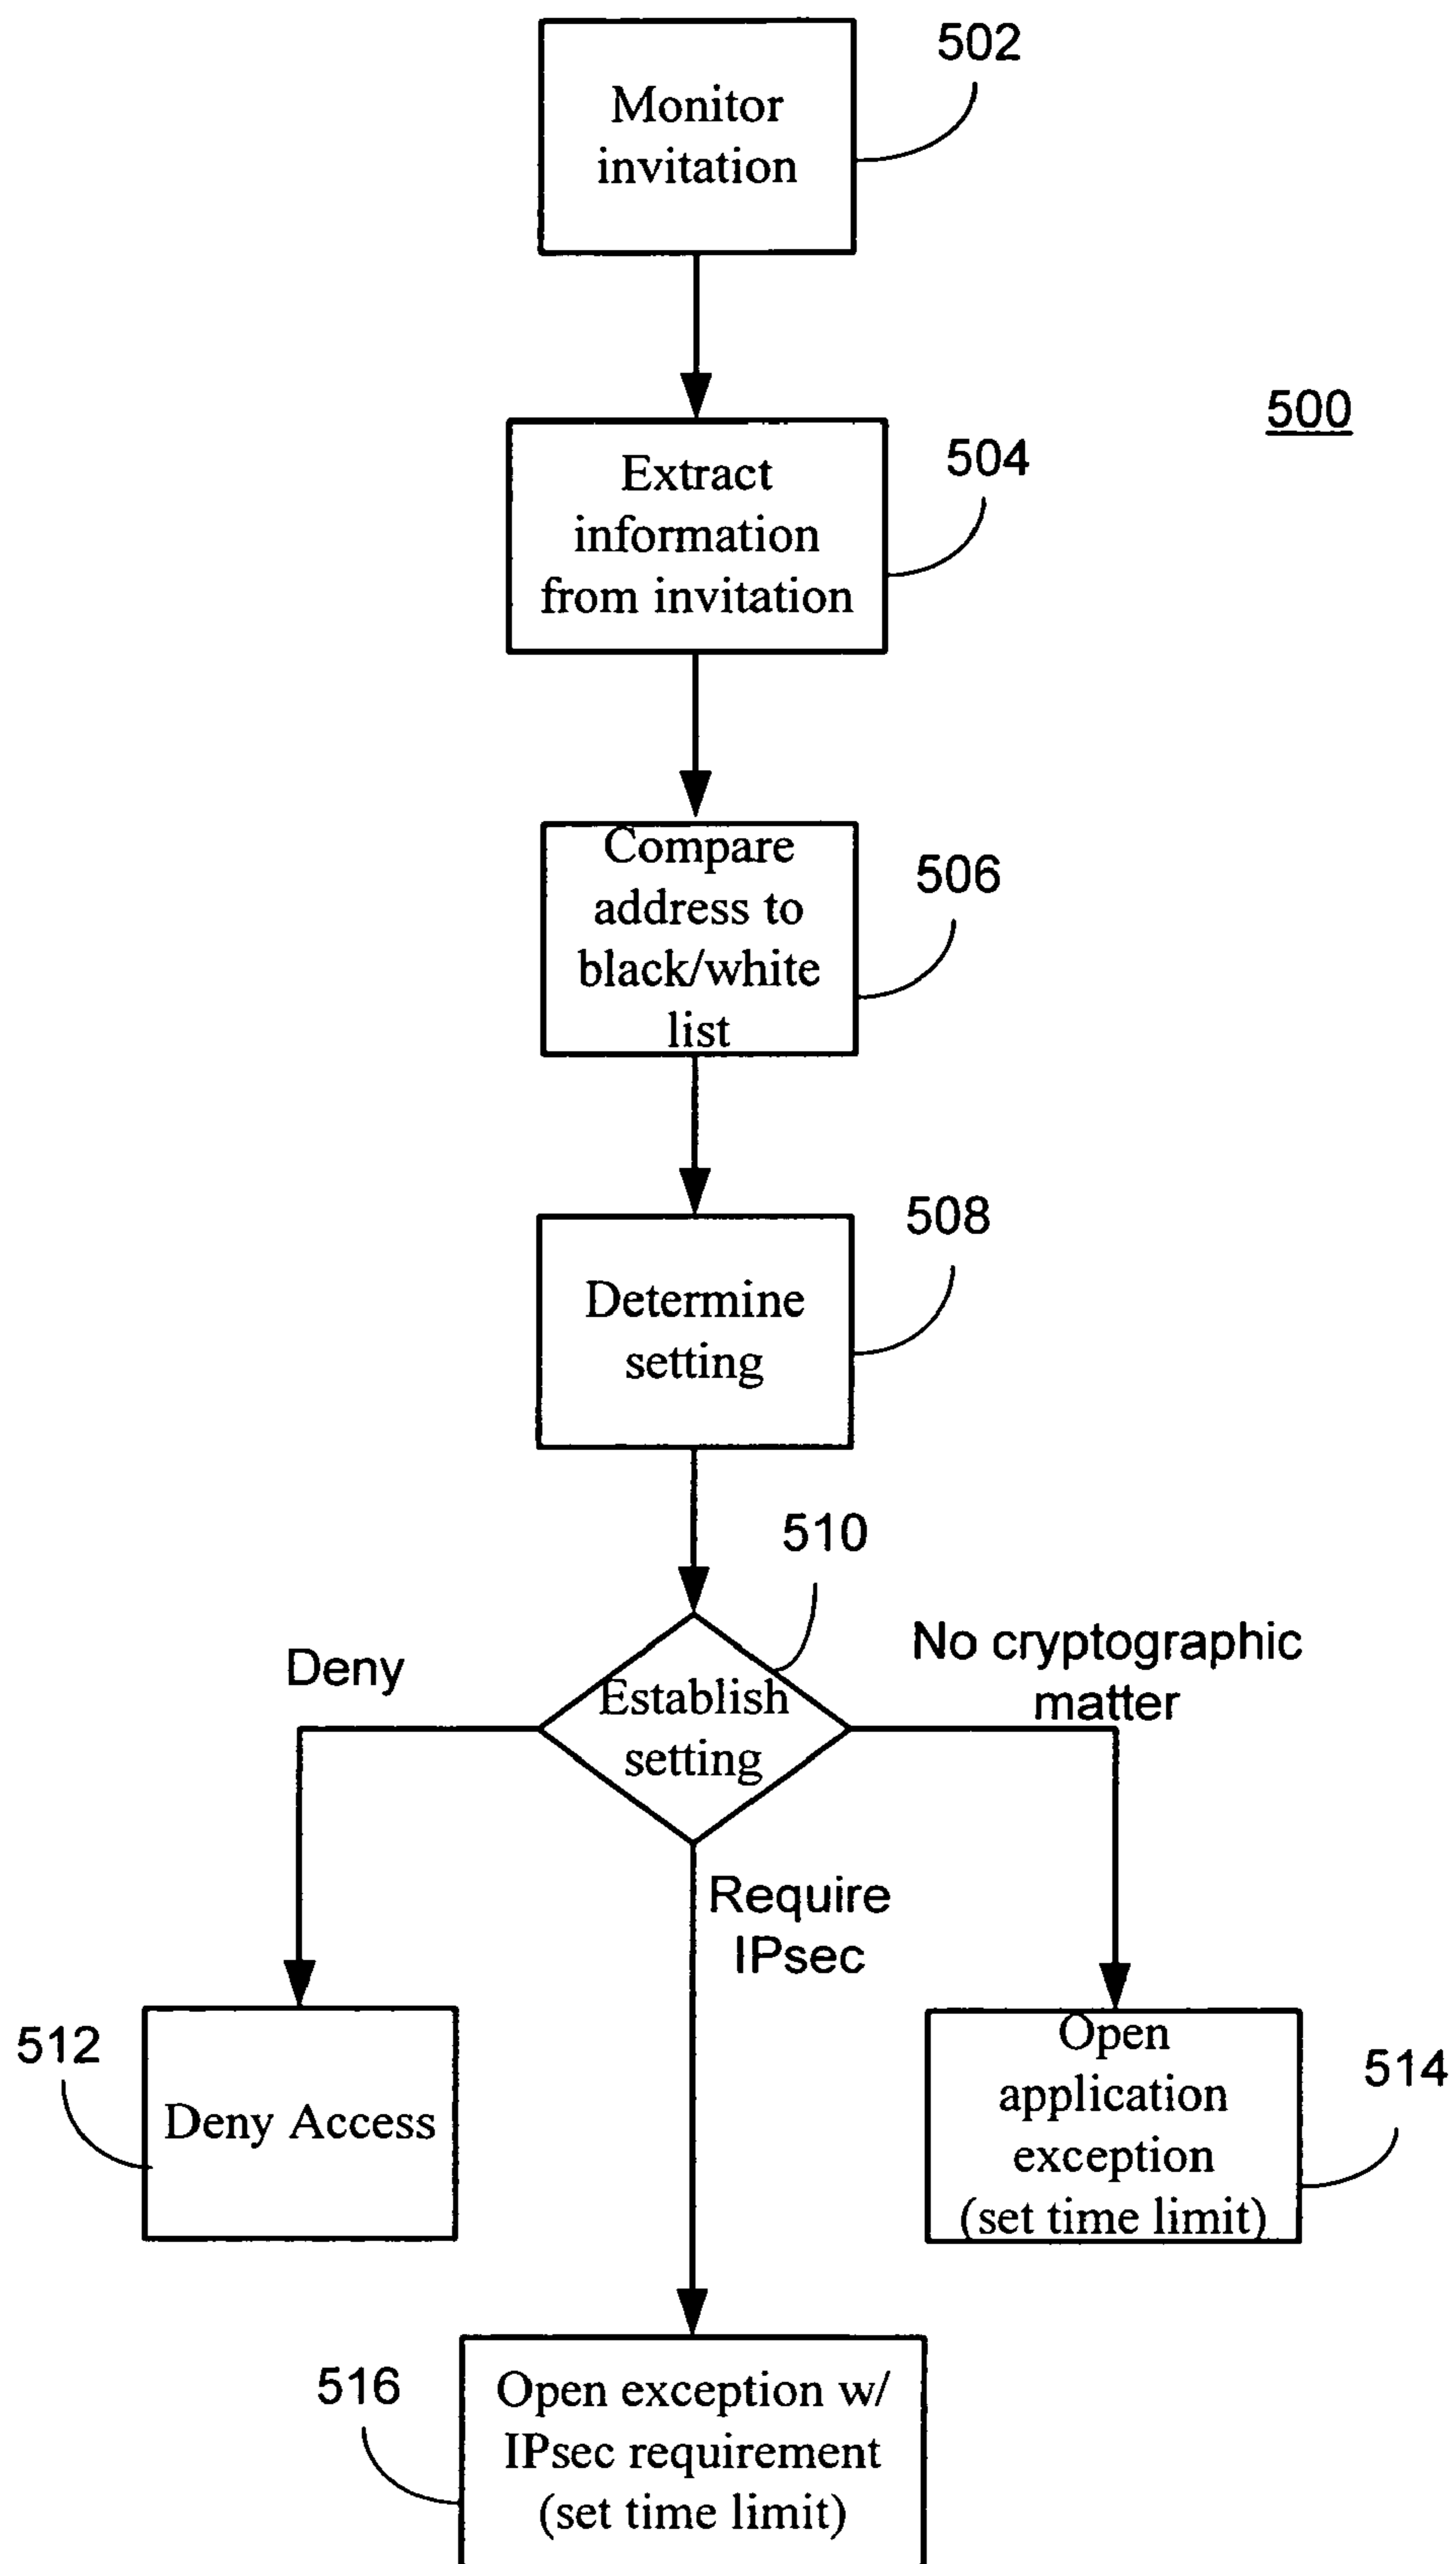 502
Monitor
invitation
500
504
Extract
information
from invitation
506
Compare
address to
black/white
list
508
Determine
setting
510
Deny
No cryptographic
matter
Establish
setting
Require
IPsec
512
Deny Access
514
Open
application
exception
(set time limit)
516
Open exception w/
IPsec requirement
(set time limit)